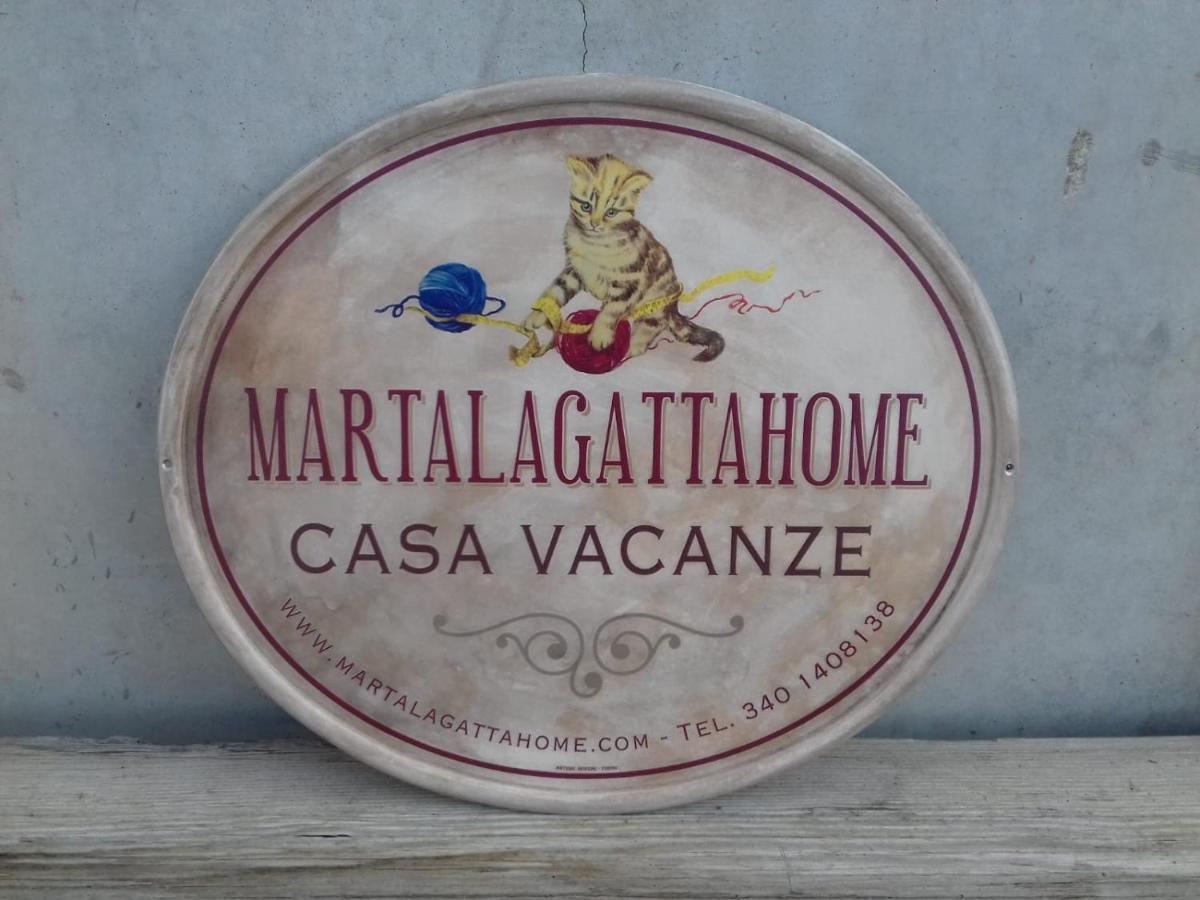 MARTALAGATTAHOME
CASA VACANZE
WWW.MARTALAGATTAHOME.COM - TEL. 340 1408138